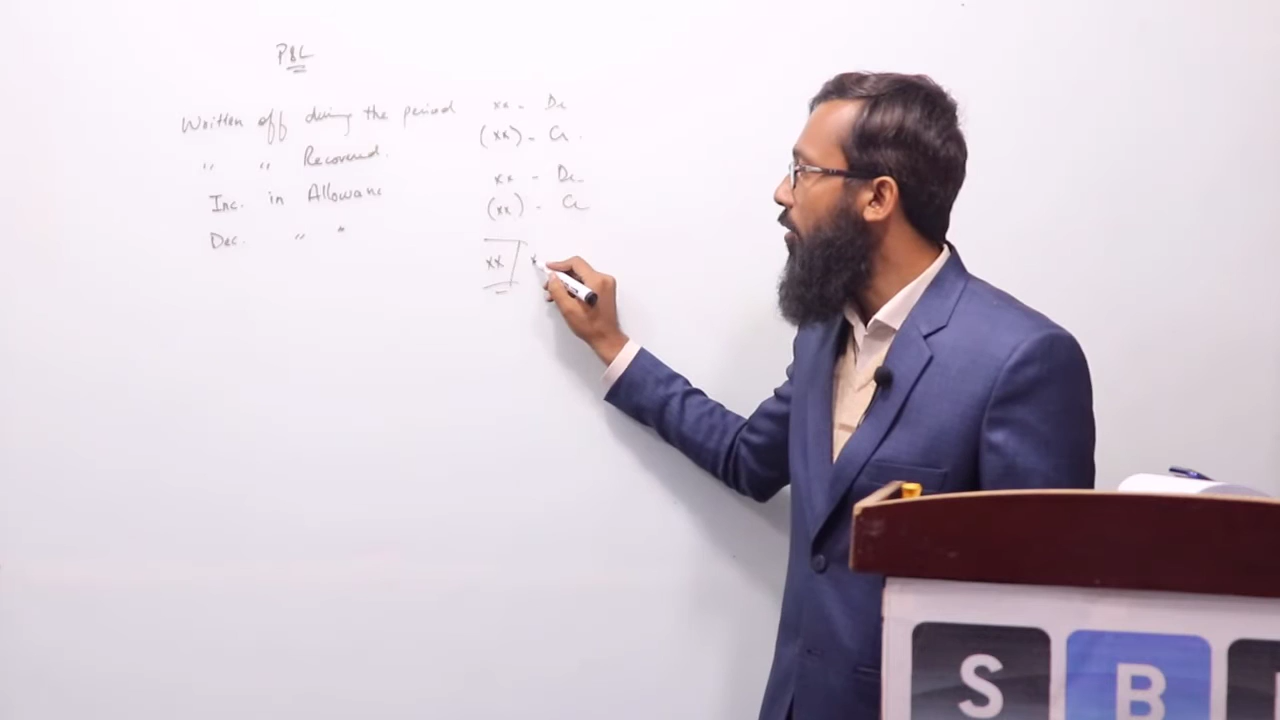 P&L
Written off during the period xx - Dr
" " Recovered. (xx) - Cr.
Inc. in Allowance xx - Dr
Dec. " " (xx) - Cr
xx x
S B